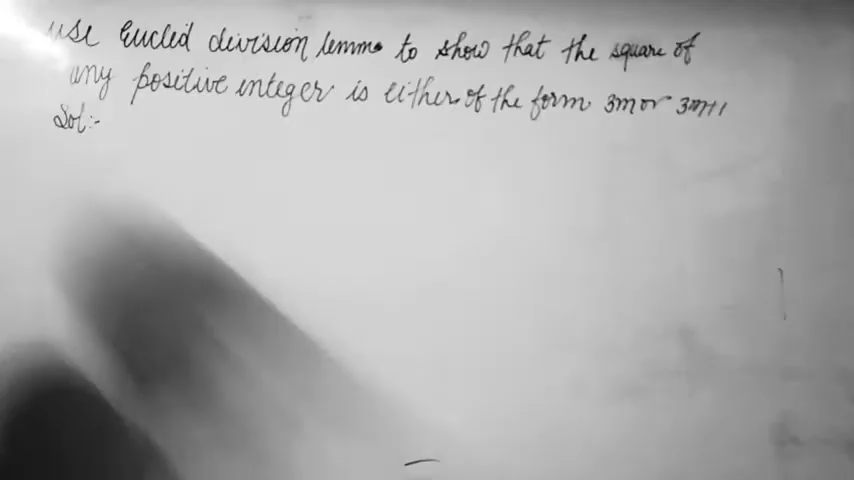 use Euclid division lemma to show that the square of
any positive integer is either of the form 3m or 3m+1
Sol:-